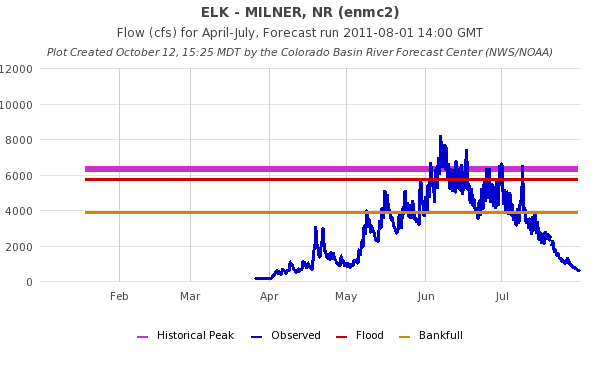 ELK - MILNER, NR (enmc2)
Flow (cfs) for April-July, Forecast run 2011-08-01 14:00 GMT
Plot Created October 12, 15:25 MDT by the Colorado Basin River Forecast Center (NWS/NOAA)
12000
10000
8000
6000
4000
2000
0
Feb Mar Apr May Jun Jul
Historical Peak Observed Flood Bankfull